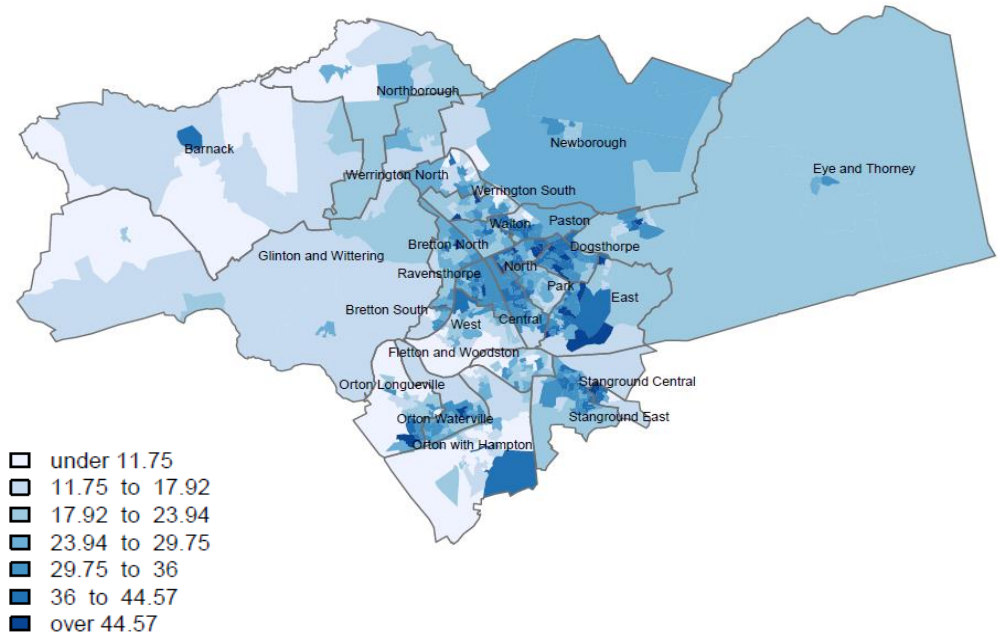 Northborough
Barnack
Newborough
Eye and Thorney
Werrington North
Werrington South
Walton
Paston
Bretton North
Dogsthorpe
Glinton and Wittering
Ravensthorpe
North
Park
East
Bretton South
West
Central
Fletton and Woodston
Orton Longueville
Stanground Central
Orton Waterville
Stanground East
Orton with Hampton
under 11.75
11.75 to 17.92
17.92 to 23.94
23.94 to 29.75
29.75 to 36
36 to 44.57
over 44.57